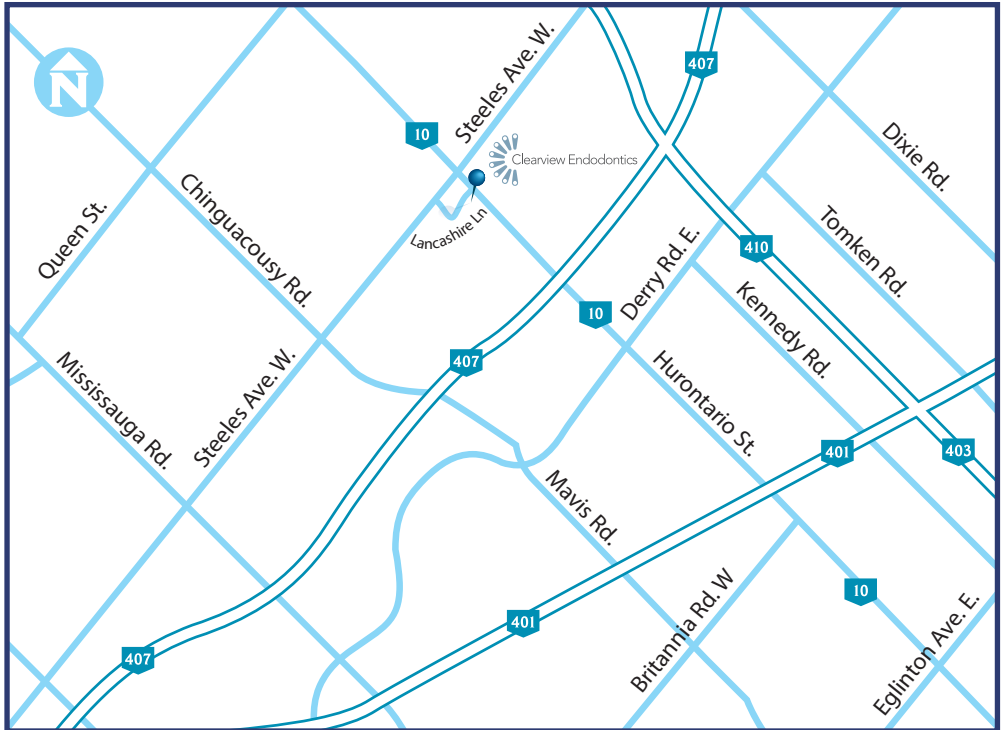 N
407
Steeles Ave. W.
10
Clearview Endodontics
Dixie Rd.
Chinguacousy Rd.
Queen St.
Lancashire Ln
Tomken Rd.
410
Derry Rd. E.
Kennedy Rd.
10
407
Mississauga Rd.
Steeles Ave. W.
Hurontario St.
401
403
Mavis Rd.
10
401
Britannia Rd. W
Eglinton Ave. E.
407